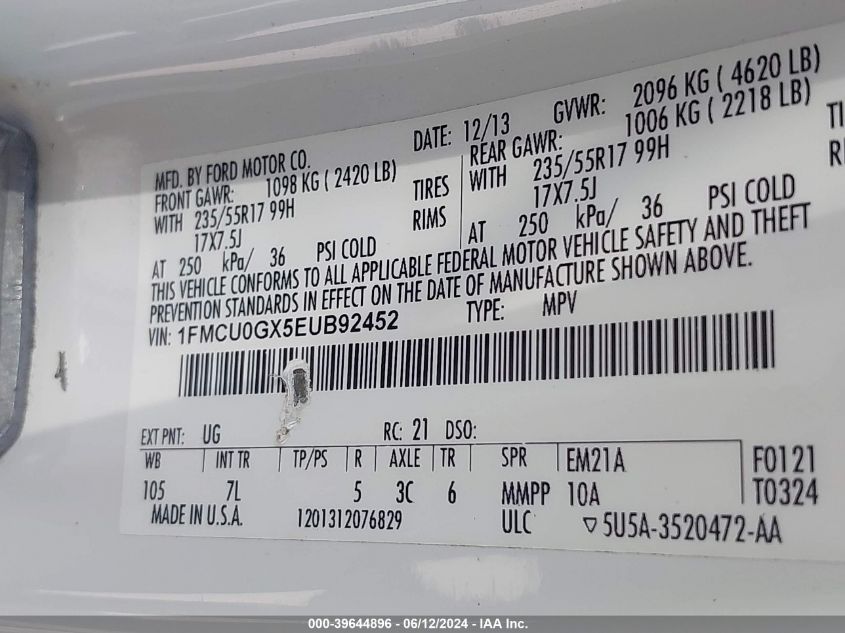 MFD. BY FORD MOTOR CO. DATE: 12/13 GVWR: 2096 KG ( 4620 LB)
FRONT GAWR: 1098 KG ( 2420 LB) REAR GAWR: 1006 KG ( 2218 LB)
WITH 235/55R17 99H TIRES WITH 235/55R17 99H TI
17X7.5J RIMS 17X7.5J
AT 250 kPa/ 36 PSI COLD AT 250 kPa/ 36 PSI COLD
THIS VEHICLE CONFORMS TO ALL APPLICABLE FEDERAL MOTOR VEHICLE SAFETY AND THEFT
PREVENTION STANDARDS IN EFFECT ON THE DATE OF MANUFACTURE SHOWN ABOVE.
VIN: 1FMCU0GX5EUB92452 TYPE: MPV
EXT PNT: UG RC: 21 DSO:
WB INT TR TP/PS R AXLE TR SPR EM21A F0121
105 7L 5 3C 6 MMPP 10A T0324
MADE IN U.S.A. 1201312076829 ULC ▽5U5A-3520472-AA
000-39644896 / 06/12/2024 - IAA Inc.